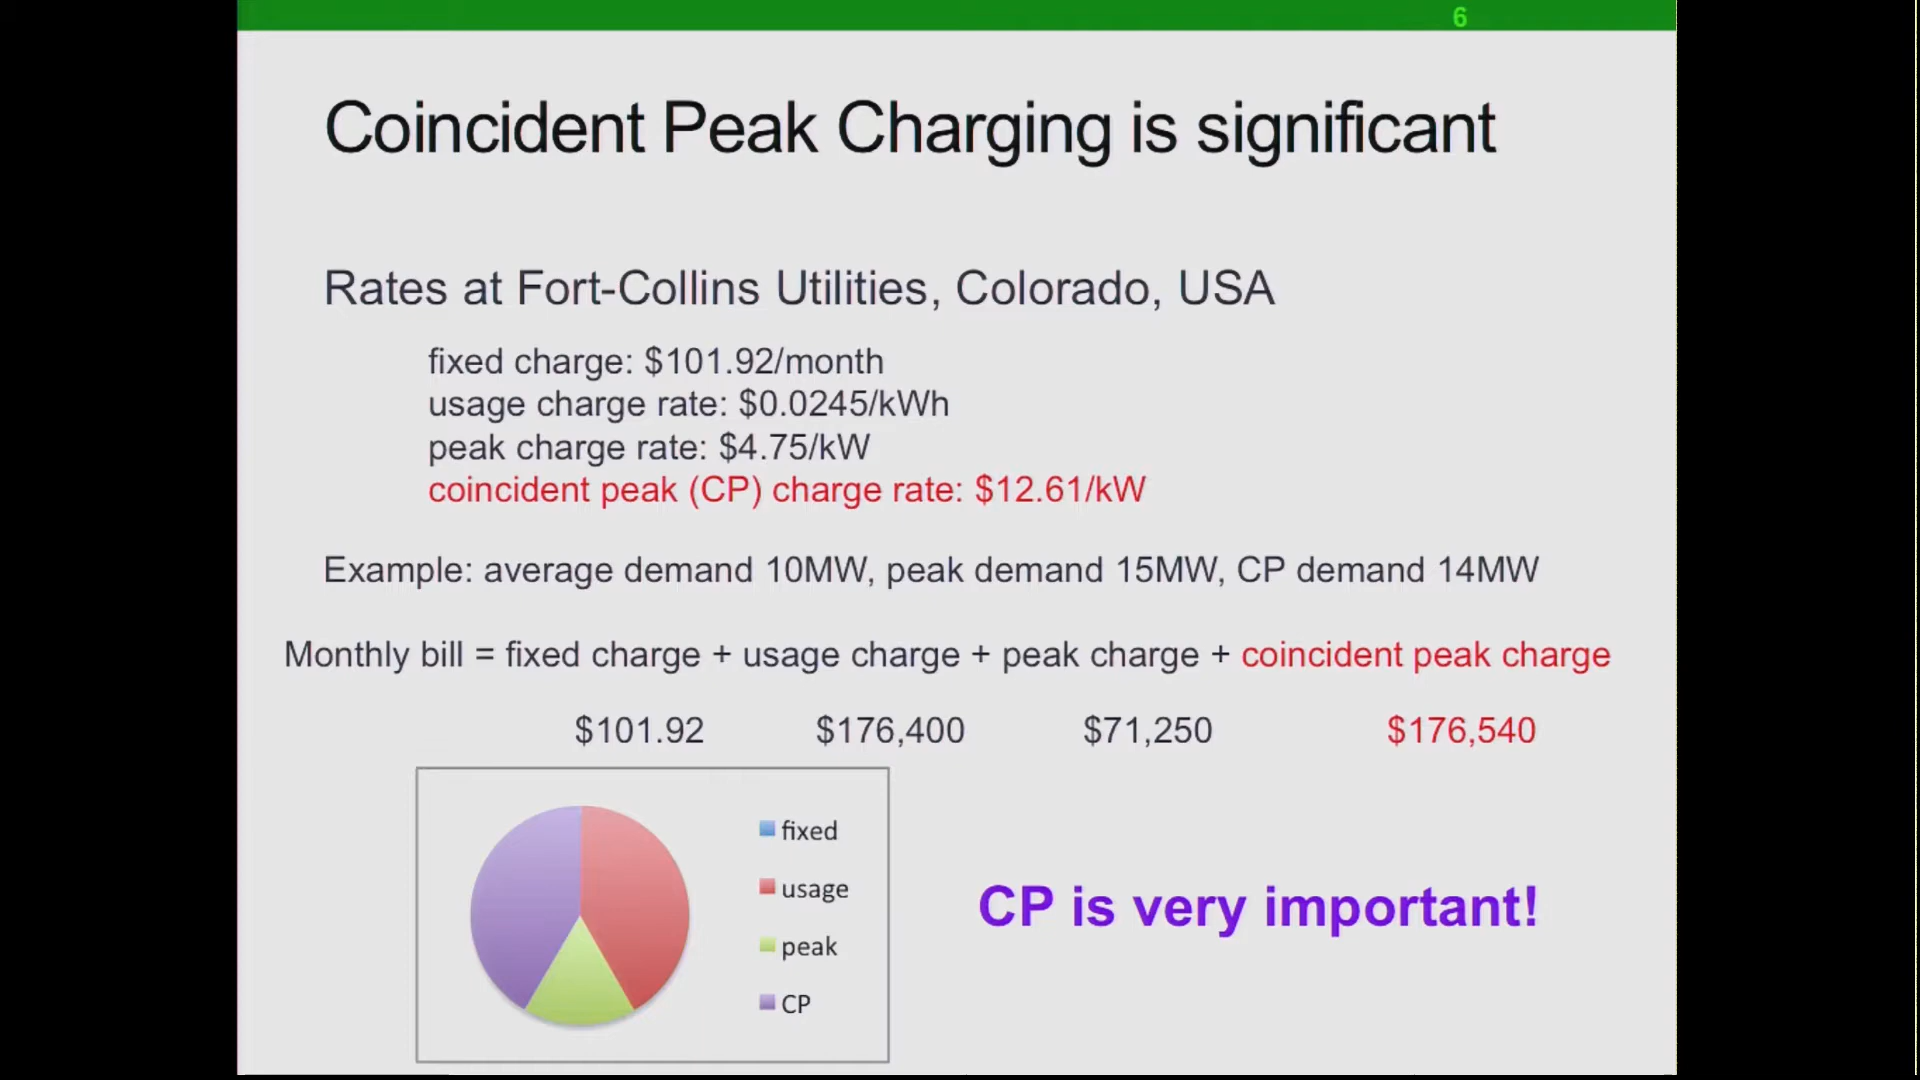 6
Coincident Peak Charging is significant
Rates at Fort-Collins Utilities, Colorado, USA
fixed charge: $101.92/month
usage charge rate: $0.0245/kWh
peak charge rate: $4.75/kW
coincident peak (CP) charge rate: $12.61/kW
Example: average demand 10MW, peak demand 15MW, CP demand 14MW
Monthly bill = fixed charge + usage charge + peak charge + coincident peak charge
$101.92 $176,400 $71,250 $176,540
fixed
usage
peak
CP
CP is very important!